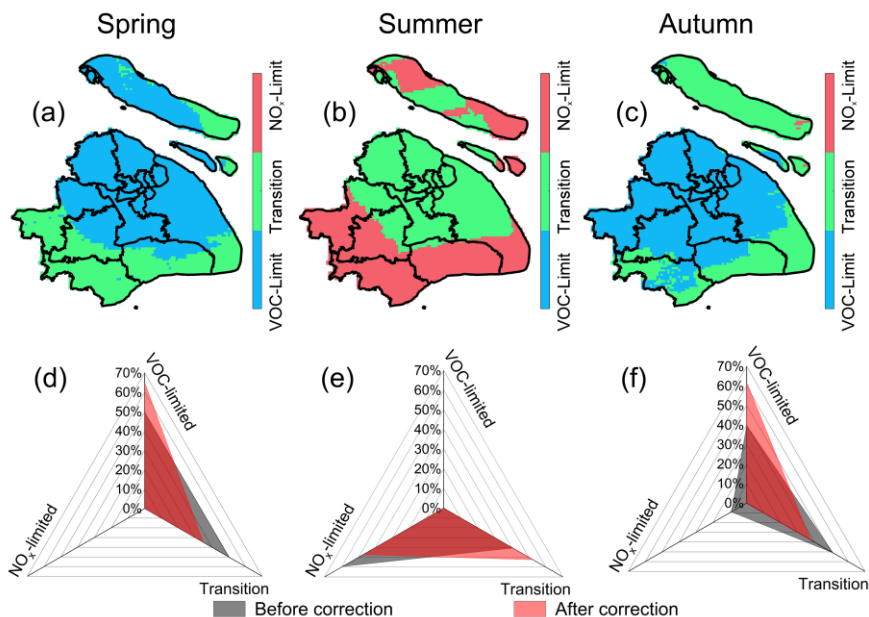 Spring
Summer
Autumn
(a)
NOx-Limit
Transition
VOC-Limit
(b)
NOx-Limit
Transition
VOC-Limit
(c)
NOx-Limit
Transition
VOC-Limit
(d)
VOC-limited
70%
60%
50%
40%
30%
20%
10%
0%
NOx-limited
Transition
(e)
VOC-limited
70%
60%
50%
40%
30%
20%
10%
0%
NOx-limited
Transition
(f)
VOC-limited
70%
60%
50%
40%
30%
20%
10%
0%
NOx-limited
Transition
Before correction
After correction